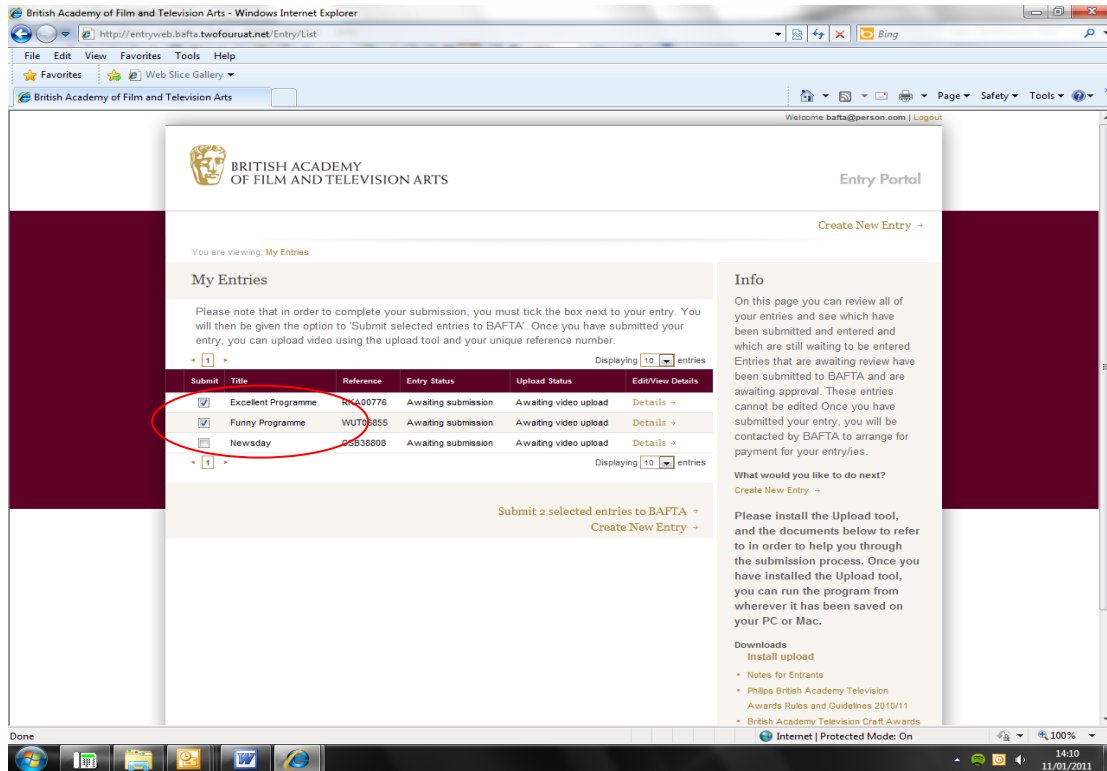 British Academy of Film and Television Arts - Windows Internet Explorer
http://entryweb.bafta.twofouruat.net/Entry/List
Bing
File Edit View Favorites Tools Help
Favorites Web Slice Gallery
British Academy of Film and Television Arts
Page Safety Tools
Welcome bafta@person.com | Logout
BRITISH ACADEMY
OF FILM AND TELEVISION ARTS
Entry Portal
Create New Entry →
You are viewing: My Entries
My Entries
Please note that in order to complete your submission, you must tick the box next to your entry. You
will then be given the option to 'Submit selected entries to BAFTA'. Once you have submitted your
entry, you can upload video using the upload tool and your unique reference number.
1 Displaying 10 entries
Submit Title Reference Entry Status Upload Status Edit/View Details
Excellent Programme RKA00776 Awaiting submission Awaiting video upload Details →
Funny Programme WUT06855 Awaiting submission Awaiting video upload Details →
Newsday Awaiting submission Awaiting video upload Details →
1 Displaying 10 entries
Submit 2 selected entries to BAFTA →
Create New Entry →
Info
On this page you can review all of
your entries and see which have
been submitted and entered and
which are still waiting to be entered
Entries that are awaiting review have
been submitted to BAFTA and are
awaiting approval. These entries
cannot be edited Once you have
submitted your entry, you will be
contacted by BAFTA to arrange for
payment for your entry/ies.
What would you like to do next?
Create New Entry →
Please install the Upload tool,
and the documents below to refer
to in order to help you through
the submission process. Once you
have installed the Upload tool,
you can run the program from
wherever it has been saved on
your PC or Mac.
Downloads
Install upload
• Notes for Entrants
• Philips British Academy Television
Awards Rules and Guidelines 2010/11
• British Academy Television Craft Awards
Done
Internet | Protected Mode: On
100%
14:10
11/01/2011